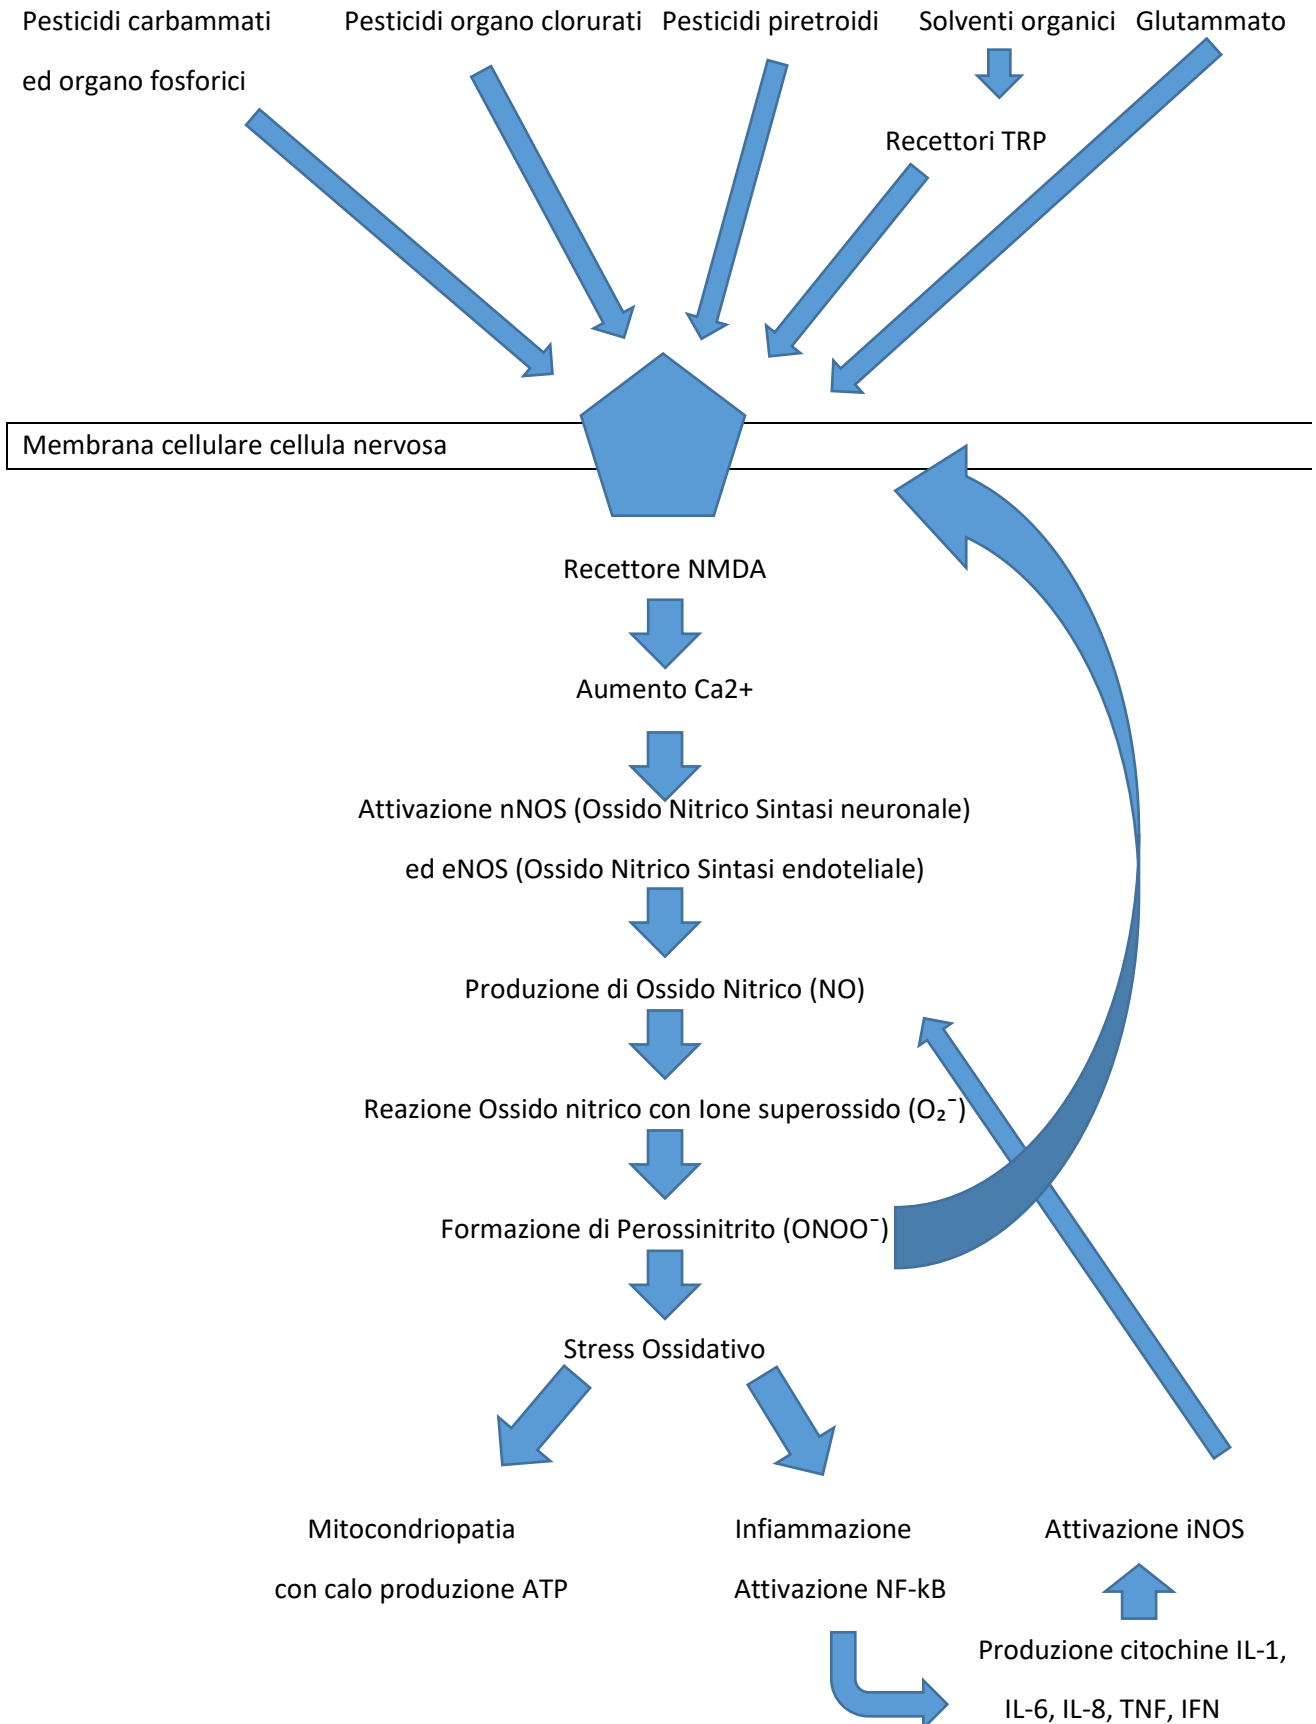 Pesticidi carbammati
ed organo fosforici
Pesticidi organo clorurati
Pesticidi piretroidi
Solventi organici
Glutammato
Recettori TRP
Membrana cellulare cellula nervosa
Recettore NMDA
Aumento Ca2+
Attivazione nNOS (Ossido Nitrico Sintasi neuronale)
ed eNOS (Ossido Nitrico Sintasi endoteliale)
Produzione di Ossido Nitrico (NO)
Reazione Ossido nitrico con Ione superossido (O₂⁻)
Formazione di Perossinitrito (ONOO⁻)
Stress Ossidativo
Mitocondriopatia
con calo produzione ATP
Infiammazione
Attivazione NF-kB
Attivazione iNOS
Produzione citochine IL-1,
IL-6, IL-8, TNF, IFN